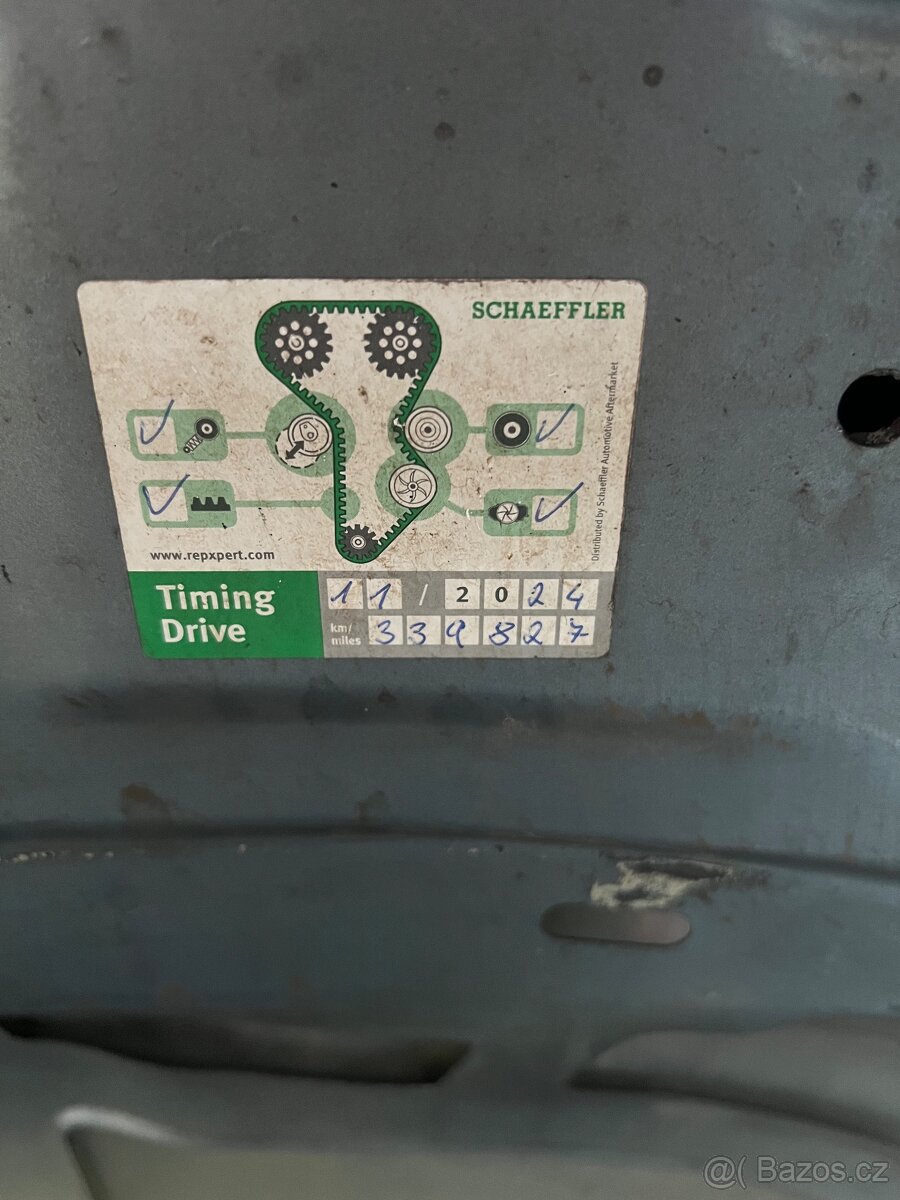 SCHAEFFLER
Distributed by Schaeffler Automotive Aftermarket
www.repxpert.com
Timing
Drive
11 / 2024
km/
miles
339827
@( Bazos.cz